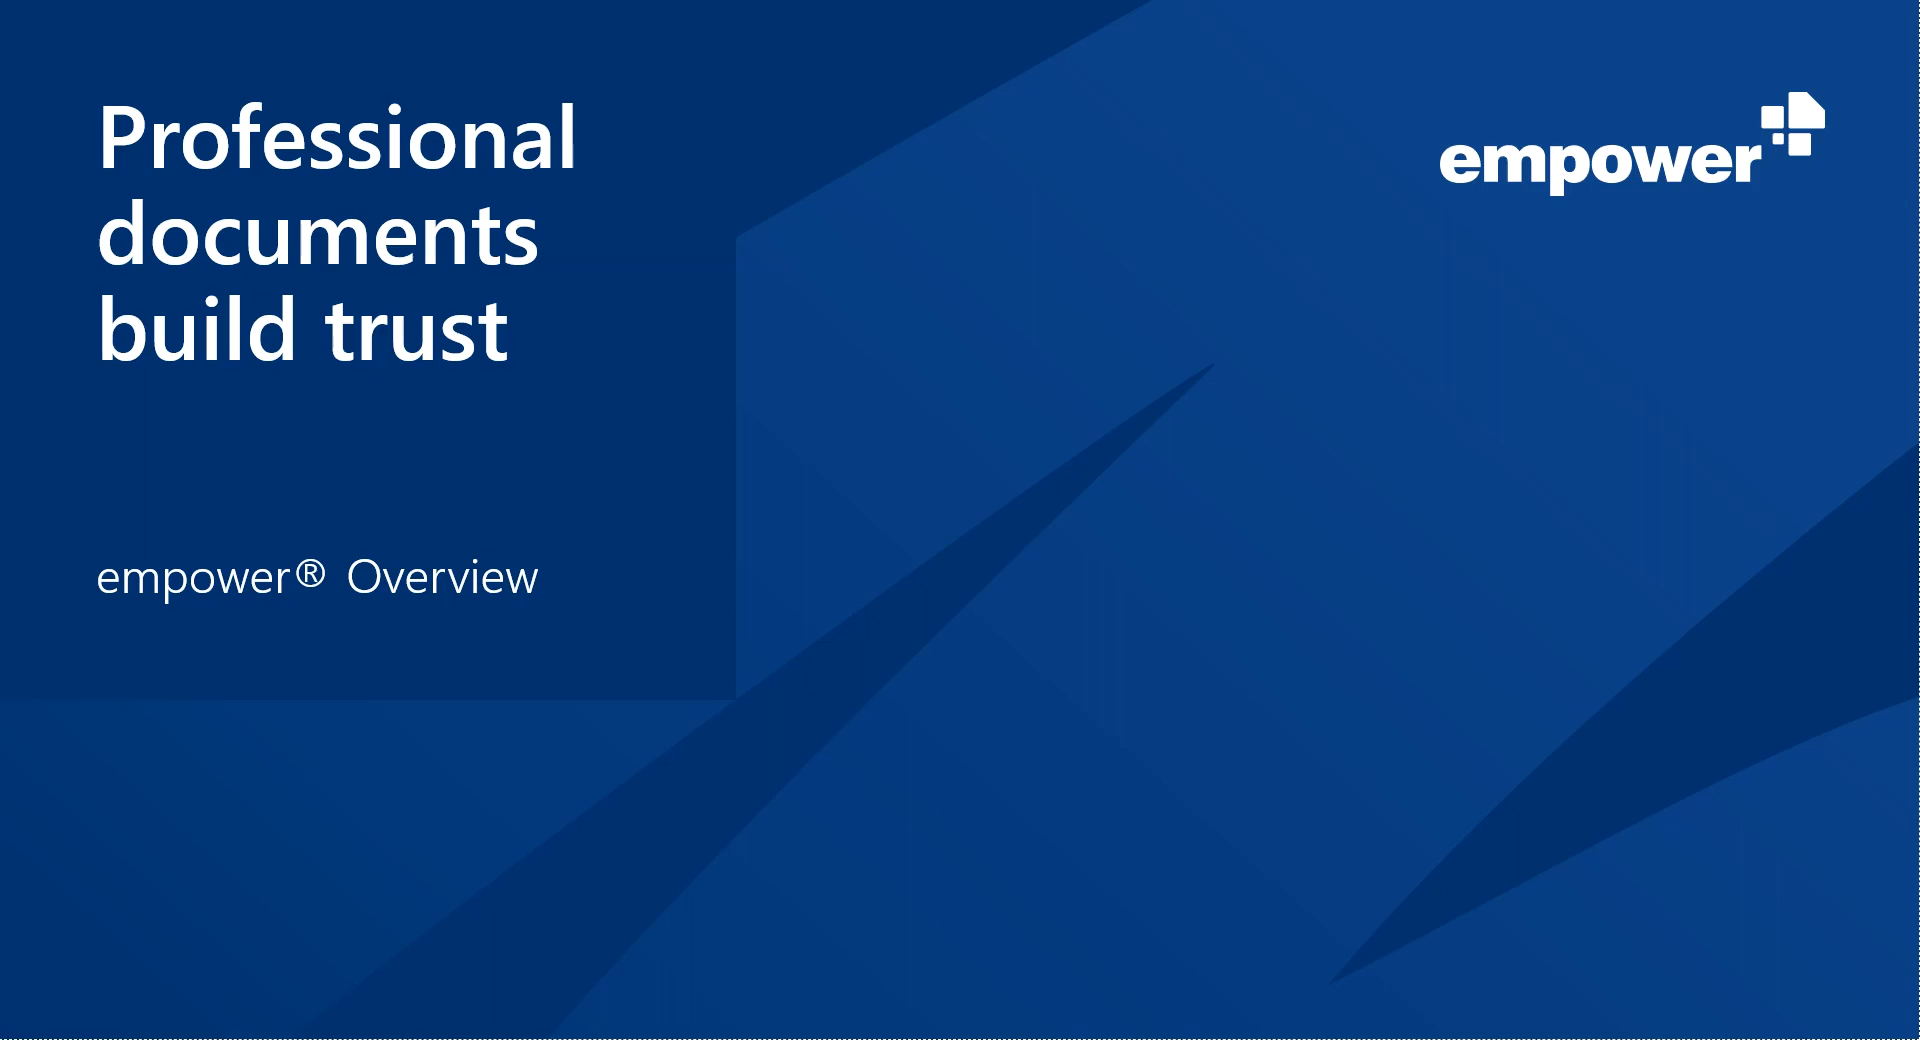 Professional
documents
build trust
empower® Overview
empower